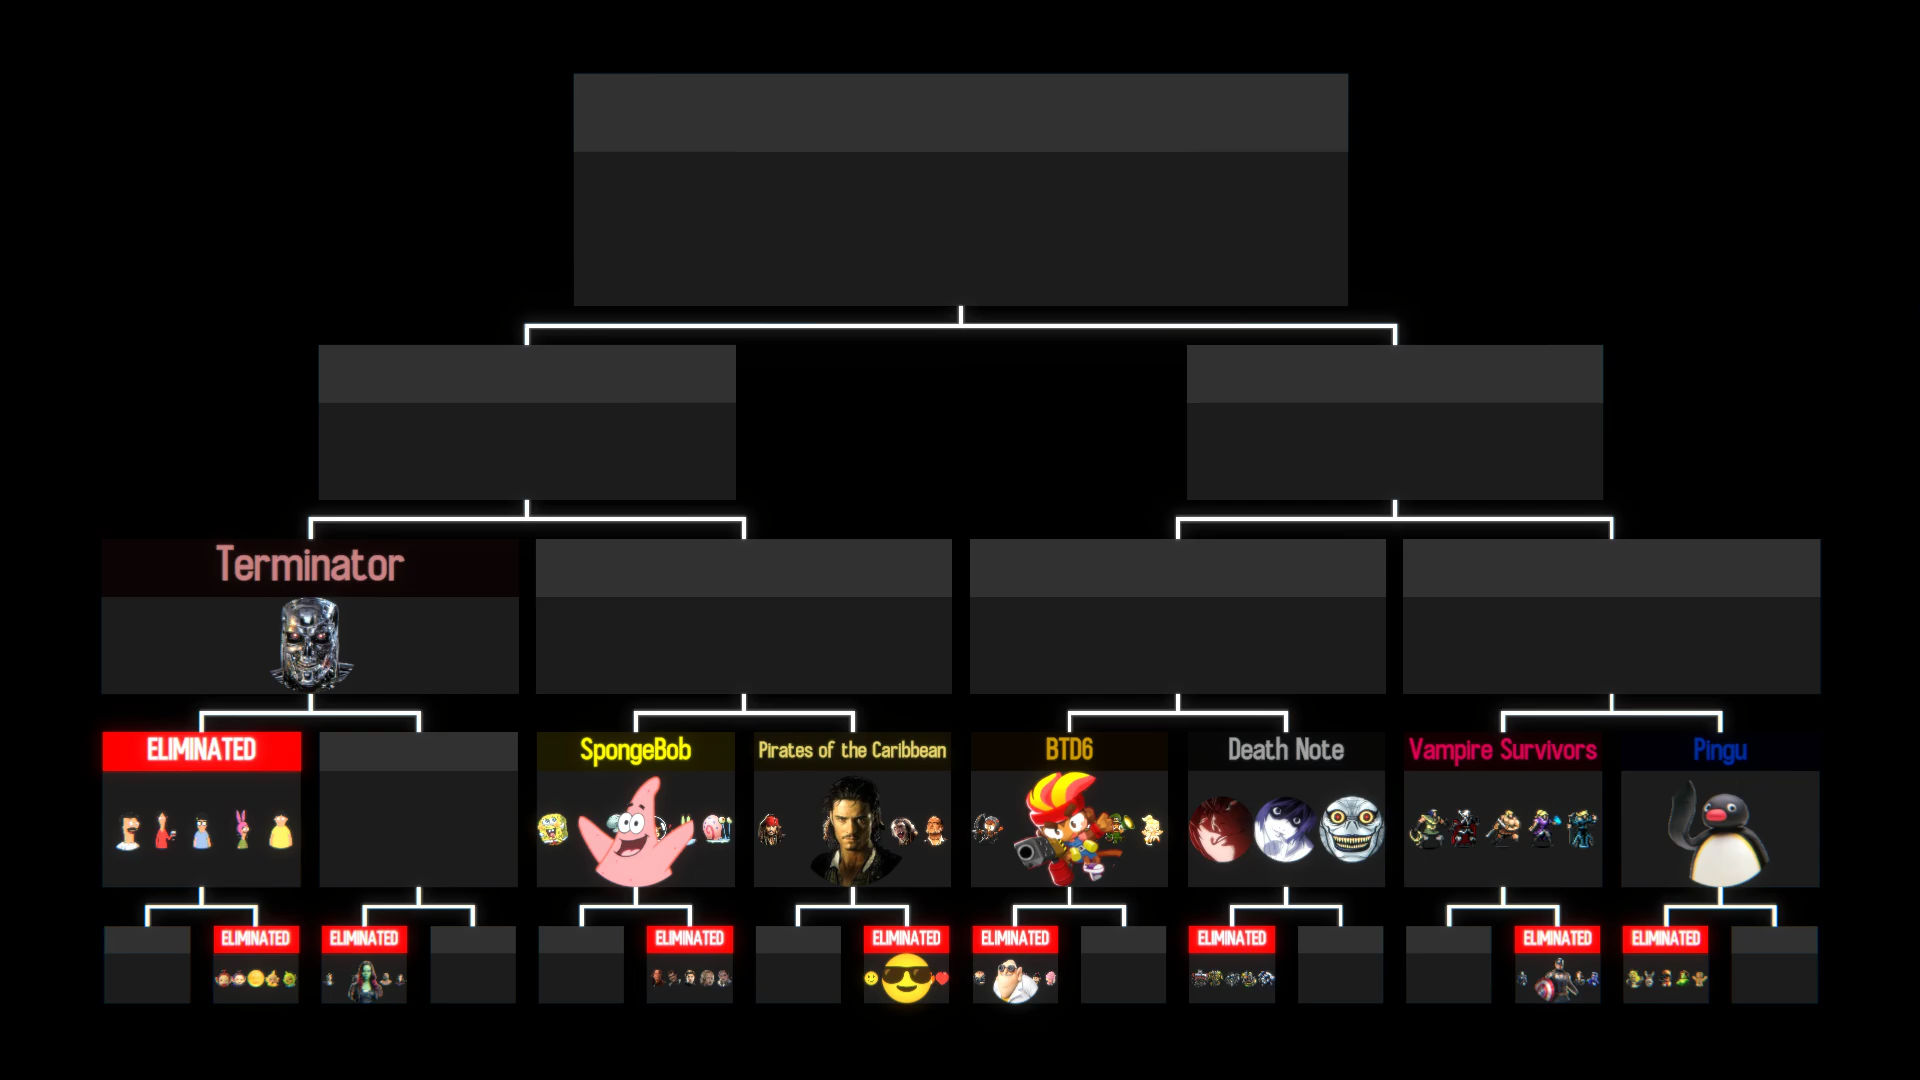 Terminator
ELIMINATED
SpongeBob
Pirates of the Caribbean
BTD6
Death Note
Vampire Survivors
Pingu
ELIMINATED
ELIMINATED
ELIMINATED
ELIMINATED
ELIMINATED
ELIMINATED
ELIMINATED
ELIMINATED